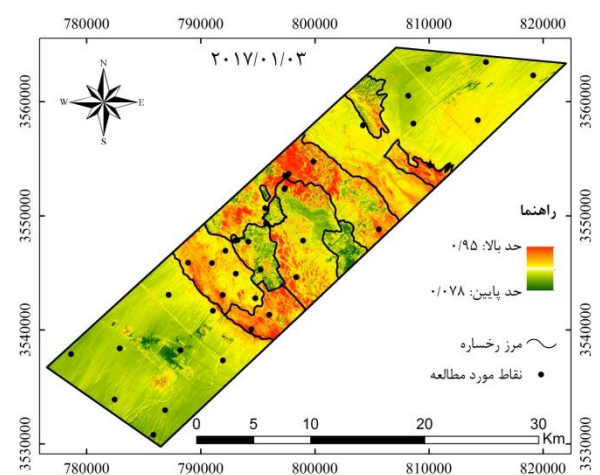 780000 790000 800000 810000 820000
۲۰۱۷/۰۱/۰۳
N
W E
S
3560000 3560000
3550000 3550000
راهنما
حد بالا: ۰/۹۵
حد پایین: ۰/۰۷۸
3540000 3540000
مرز رخساره
نقاط مورد مطالعه
0 5 10 20 30
Km
3530000 3530000
780000 790000 800000 810000 820000